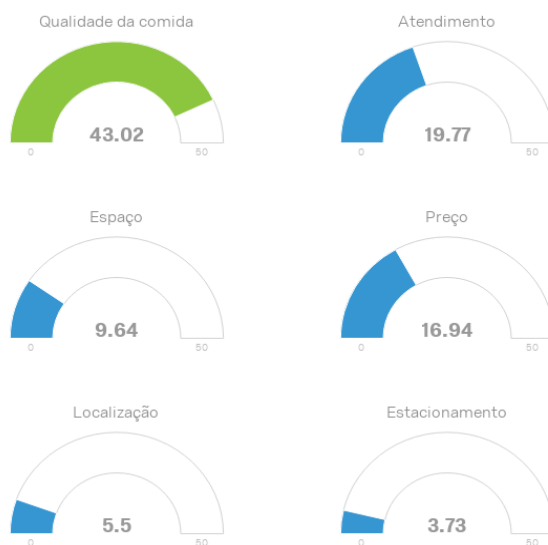 Qualidade da comida
43.02
0 50
Atendimento
19.77
0 50
Espaço
9.64
0 50
Preço
16.94
0 50
Localização
5.5
0 50
Estacionamento
3.73
0 50